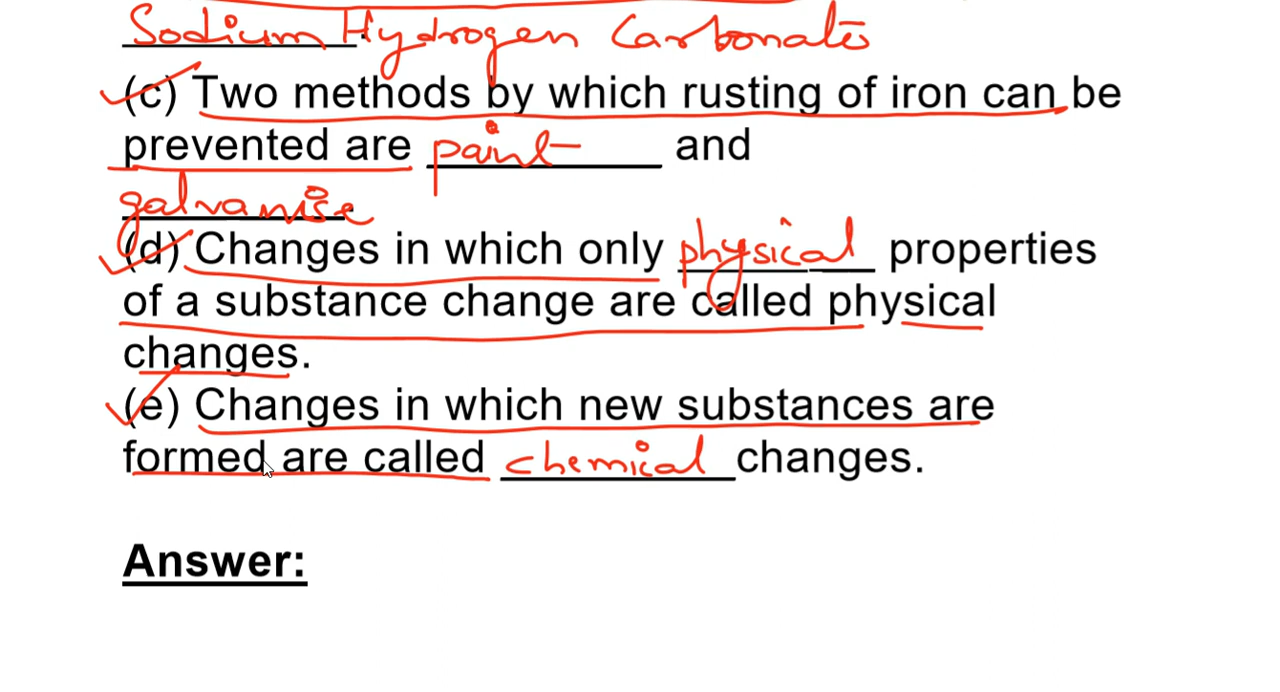 Sodium Hydrogen Carbonate
(c) Two methods by which rusting of iron can be
prevented are paint and
galvanise
(d) Changes in which only physical properties
of a substance change are called physical
changes.
(e) Changes in which new substances are
formed are called chemical changes.
Answer: